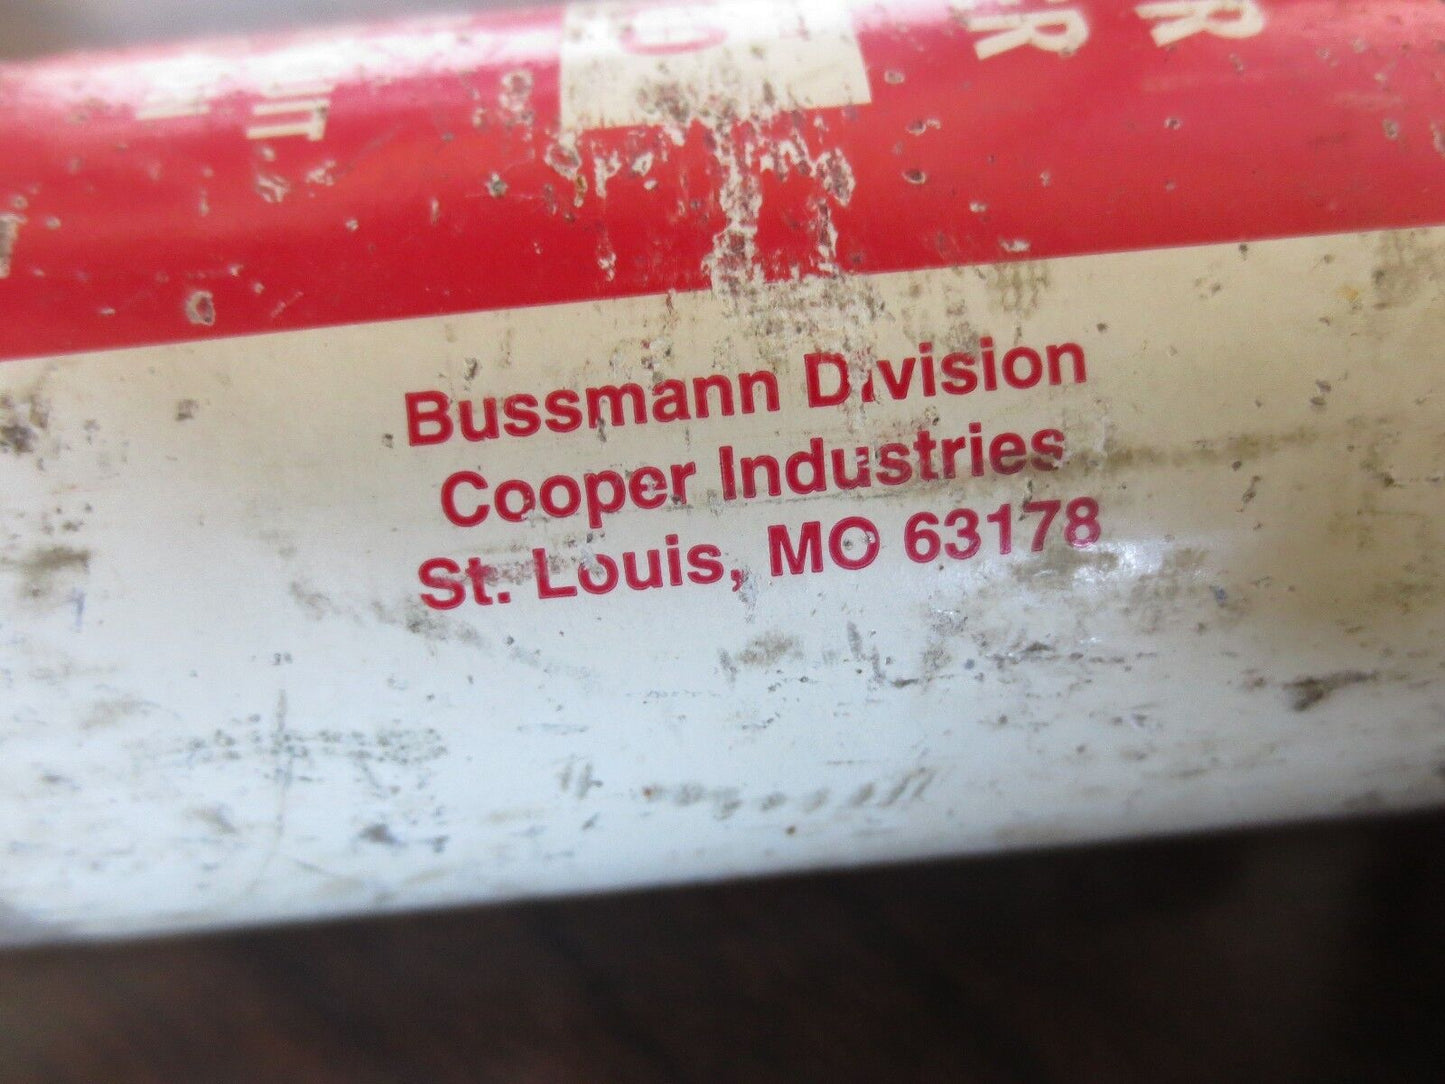 Bussmann Division
Cooper Industries
St. Louis, MO 63178